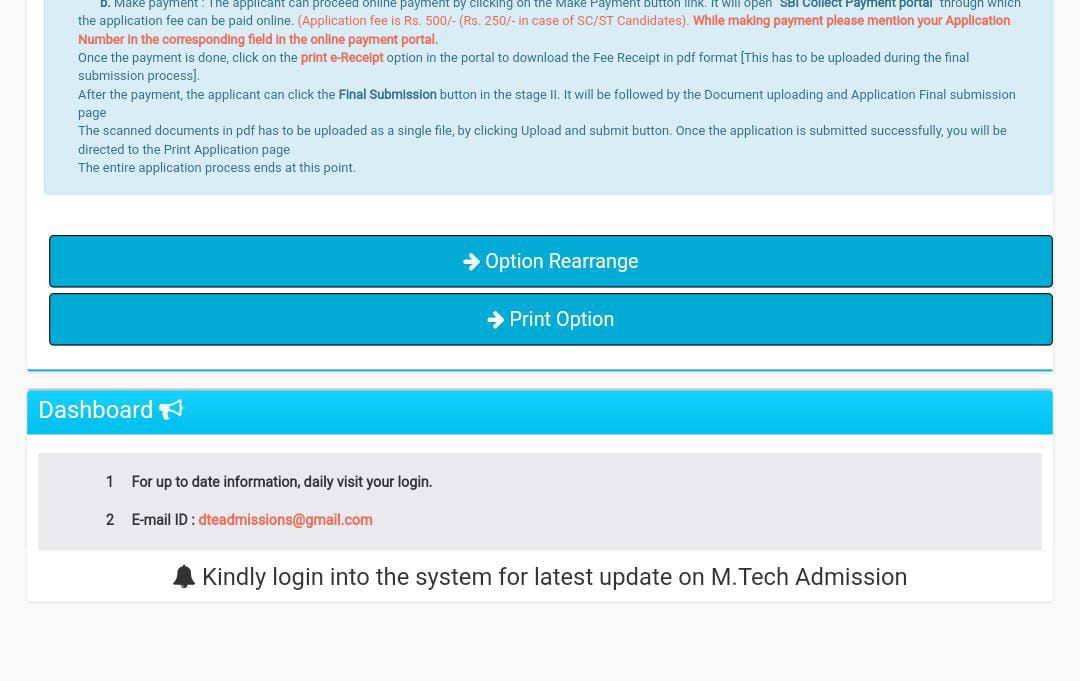 b. Make payment : The applicant can proceed online payment by clicking on the Make Payment button link. It will open "SBI Collect Payment portal" through which
the application fee can be paid online. (Application fee is Rs. 500/- (Rs. 250/- in case of SC/ST Candidates). While making payment please mention your Application
Number in the corresponding field in the online payment portal.
Once the payment is done, click on the print e-Receipt option in the portal to download the Fee Receipt in pdf format [This has to be uploaded during the final
submission process].
After the payment, the applicant can click the Final Submission button in the stage II. It will be followed by the Document uploading and Application Final submission
page
The scanned documents in pdf has to be uploaded as a single file, by clicking Upload and submit button. Once the application is submitted successfully, you will be
directed to the Print Application page
The entire application process ends at this point.
Option Rearrange
Print Option
Dashboard
1 For up to date information, daily visit your login.
2 E-mail ID : dteadmissions@gmail.com
Kindly login into the system for latest update on M.Tech Admission